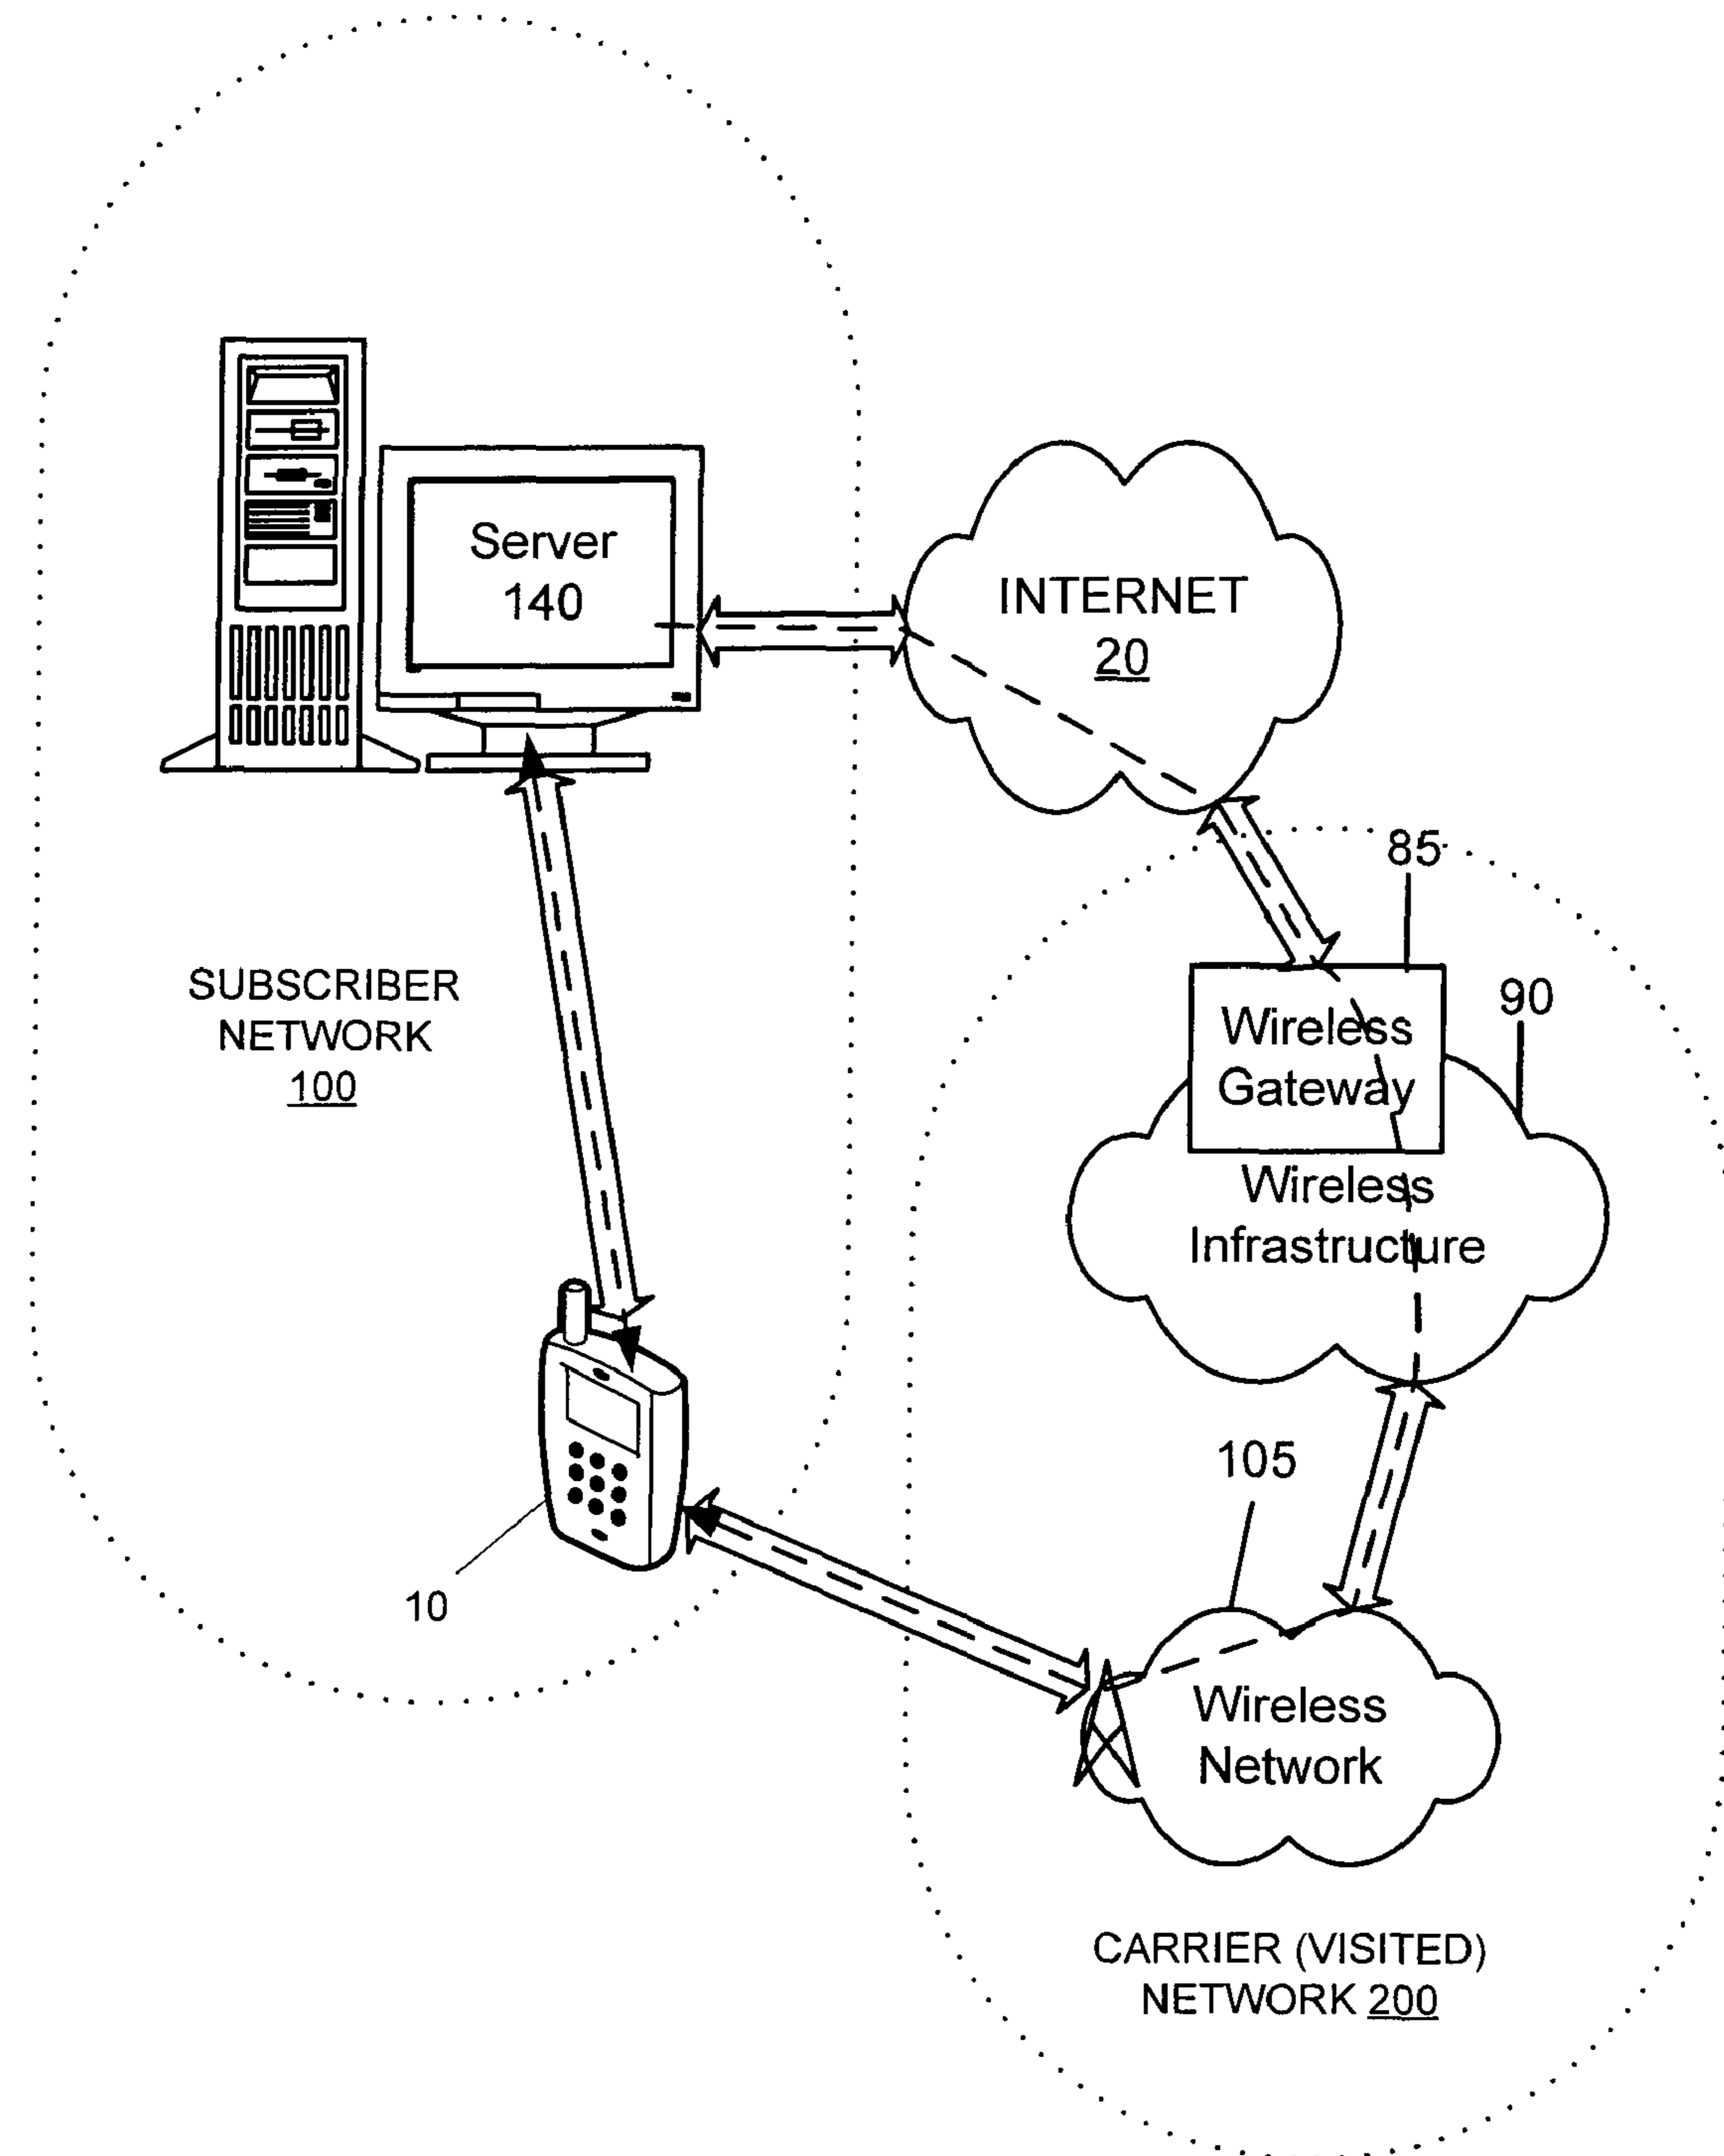 Server
140
INTERNET
20
85
90
Wireless
Gateway
Wireless
Infrastructure
SUBSCRIBER
NETWORK
100
105
10
Wireless
Network
CARRIER (VISITED)
NETWORK 200